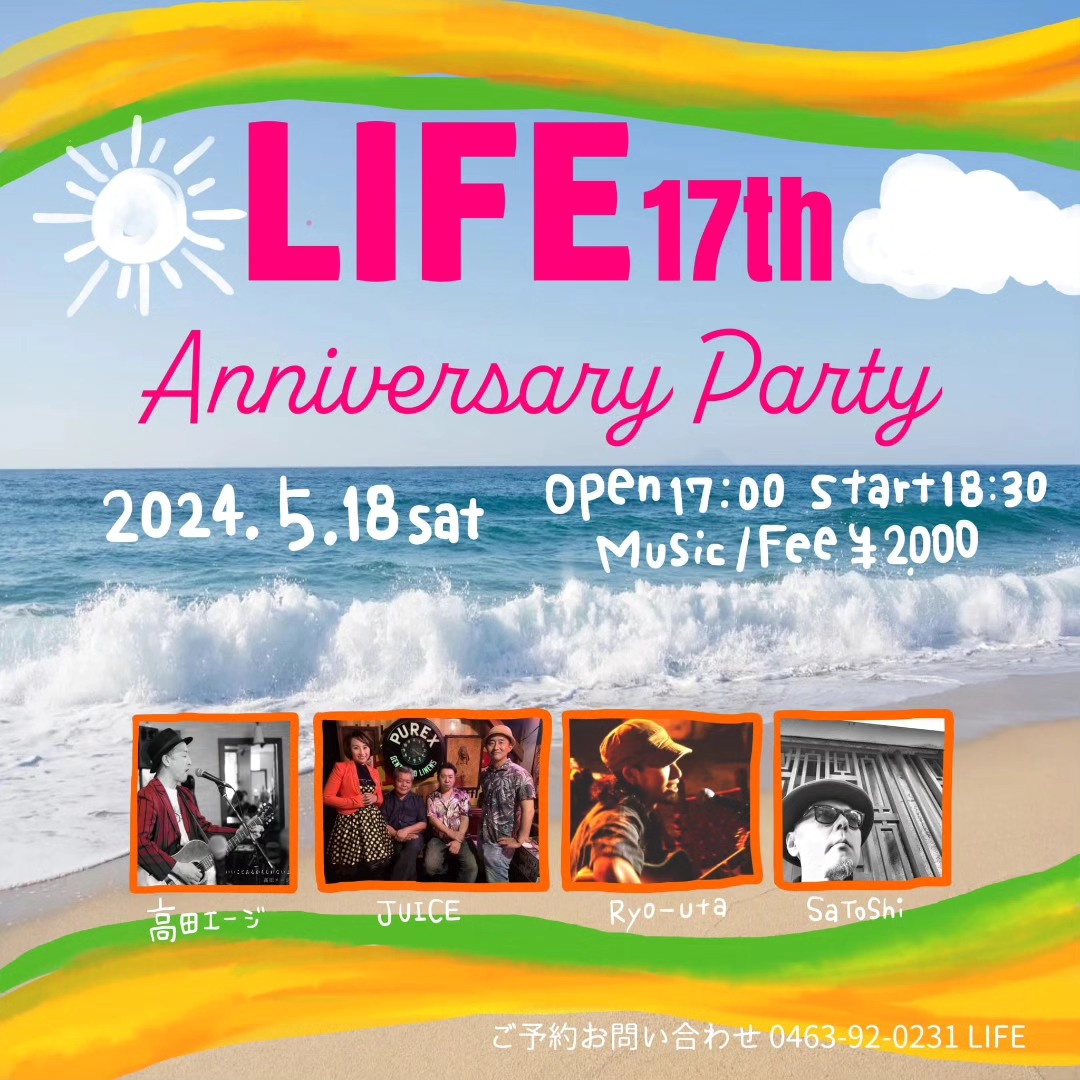 LIFE 17th
Anniversary Party
2024.5.18 sat
Open 17:00 Start 18:30
Music/Fee ¥2000
PUREX
高田エージ
JUICE
Ryo-uta
SaToShi
ご予約お問い合わせ 0463-92-0231 LIFE